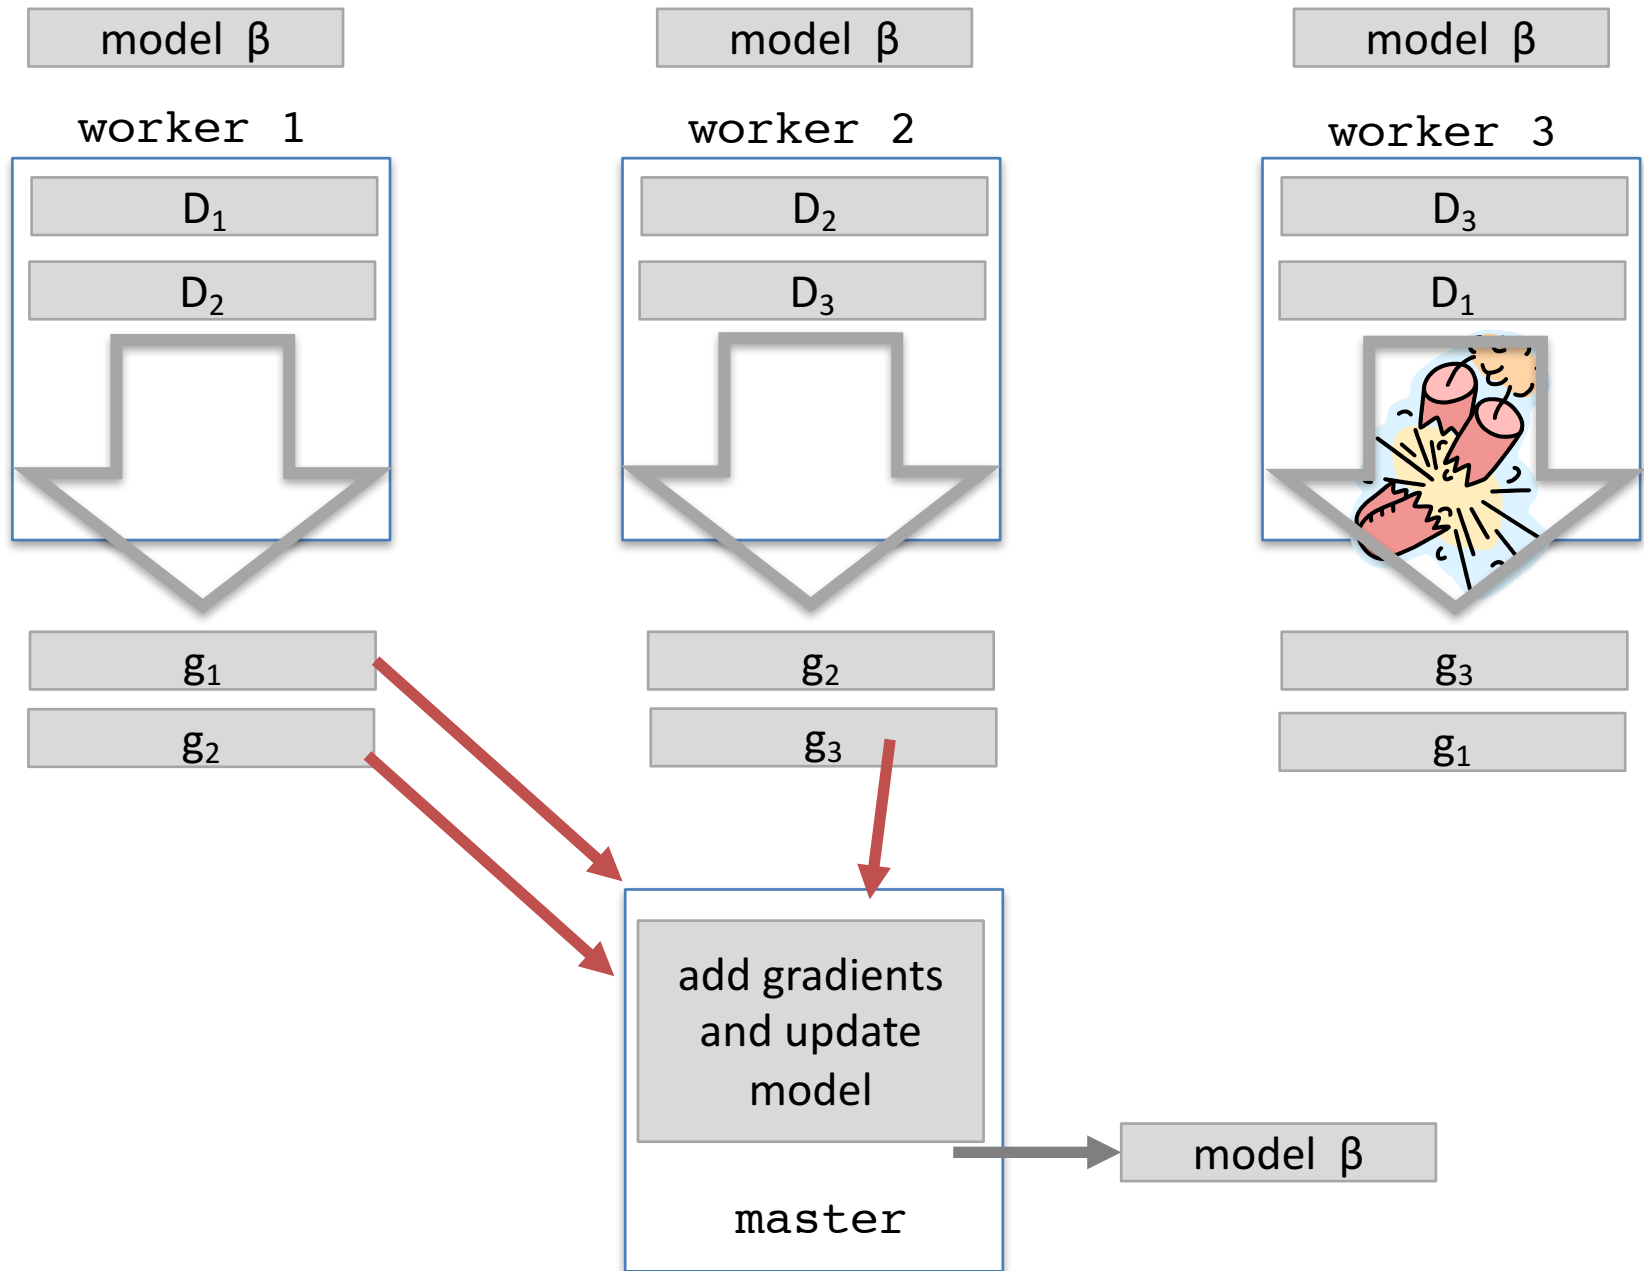 model β
model β
model β
worker 1
worker 2
worker 3
D₁
D₂
D₃
D₂
D₃
D₁
g₁
g₂
g₃
g₂
g₃
g₁
add gradients
and update
model
model β
master